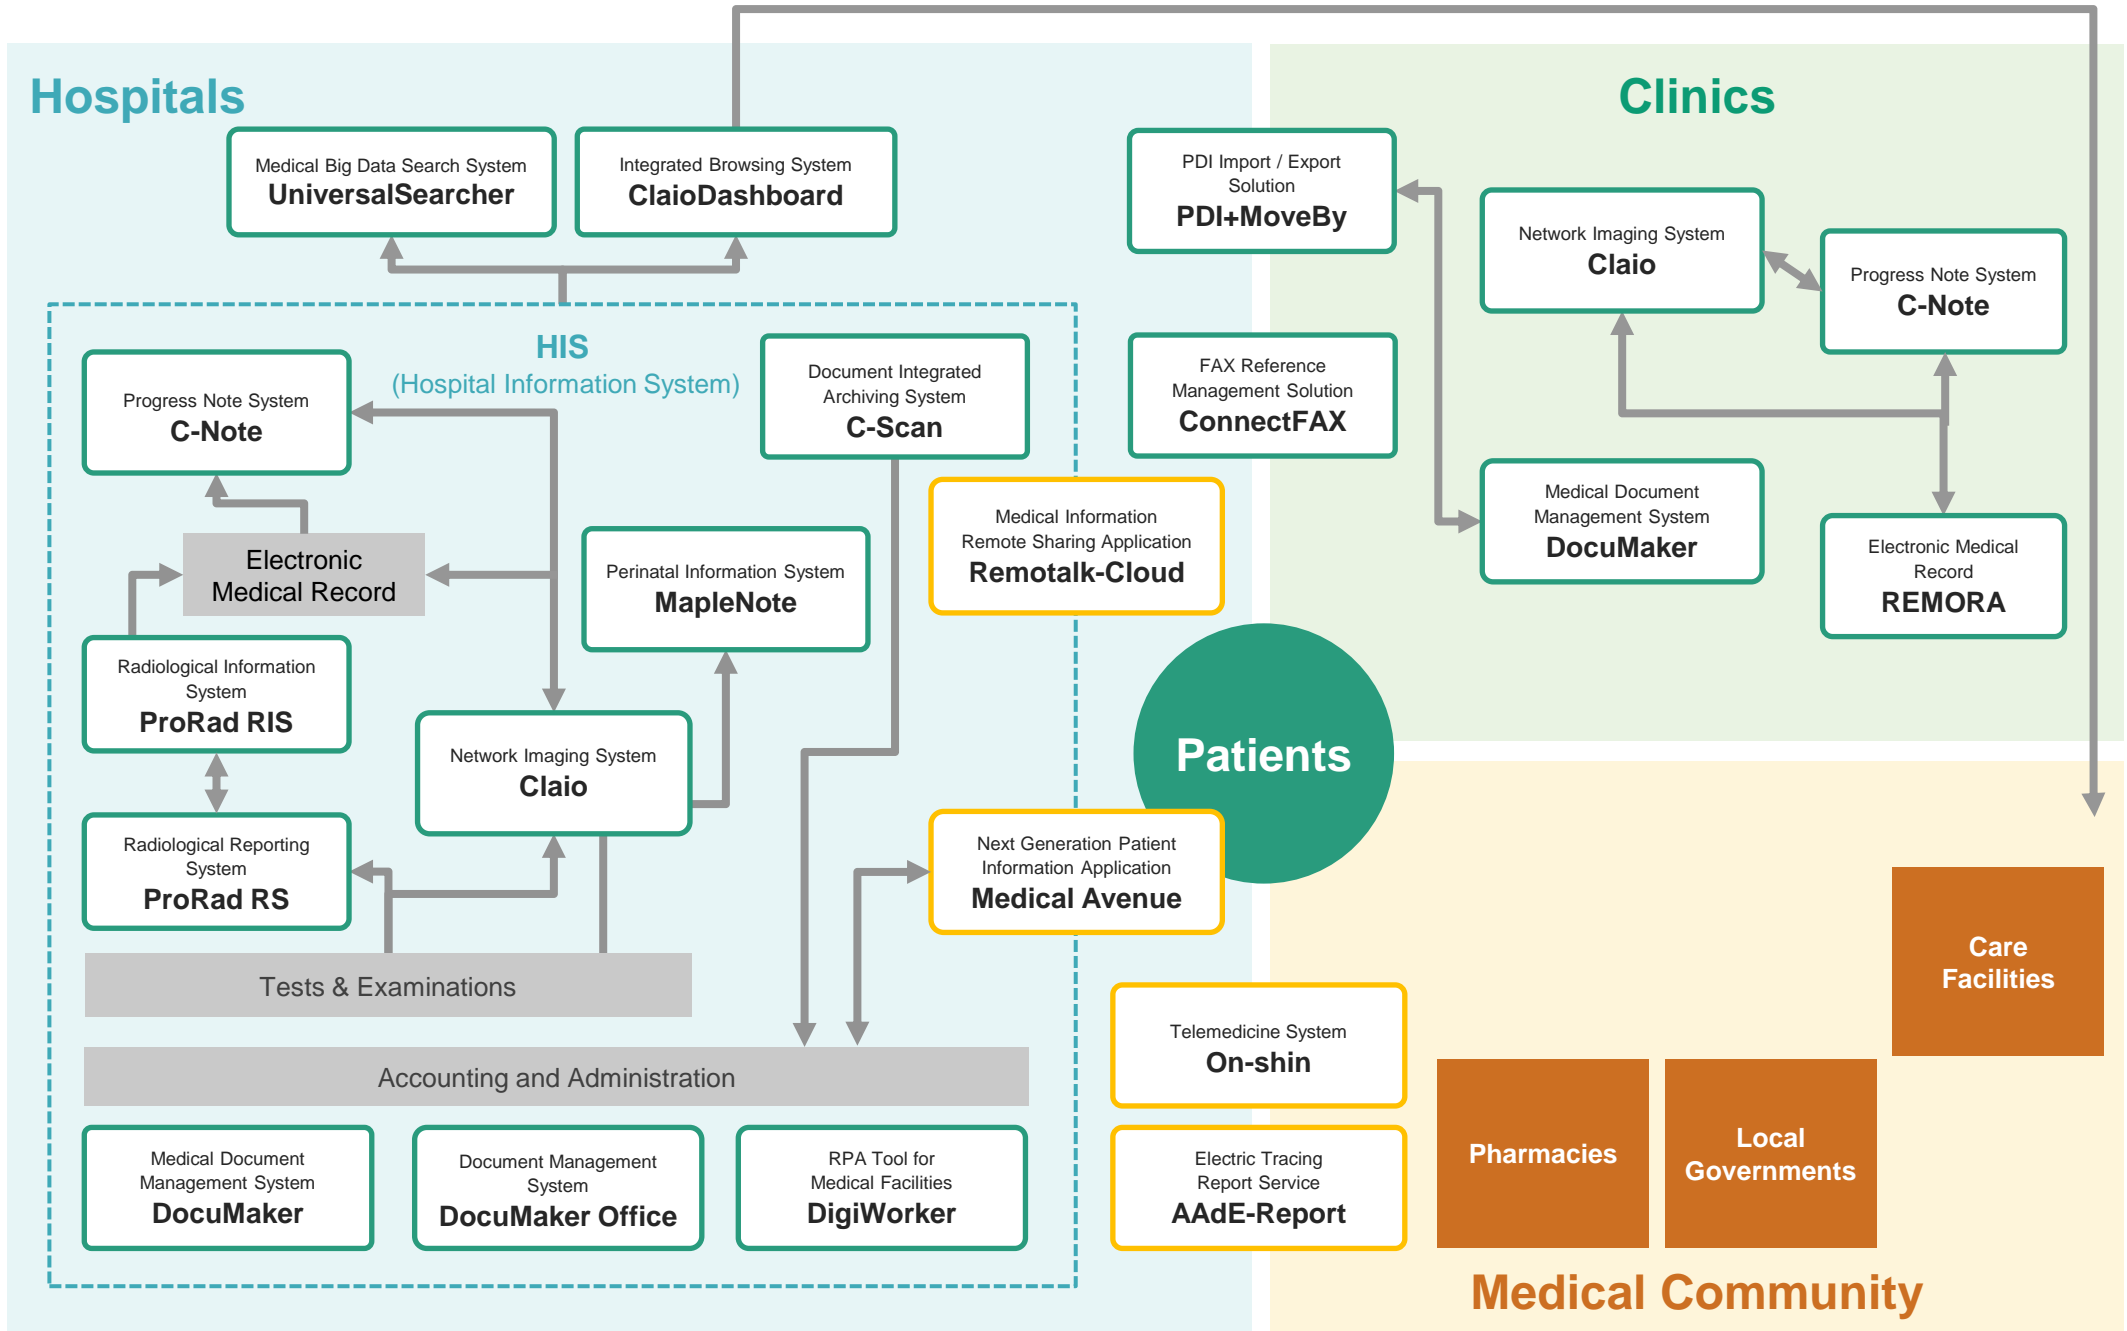 Hospitals
Clinics
Medical Big Data Search System
UniversalSearcher
Integrated Browsing System
ClaioDashboard
PDI Import / Export
Solution
PDI+MoveBy
Network Imaging System
Claio
Progress Note System
C-Note
HIS
(Hospital Information System)
Progress Note System
C-Note
Document Integrated
Archiving System
C-Scan
FAX Reference
Management Solution
ConnectFAX
Medical Information
Remote Sharing Application
Remotalk-Cloud
Medical Document
Management System
DocuMaker
Electronic Medical
Record
REMORA
Electronic
Medical Record
Perinatal Information System
MapleNote
Radiological Information
System
ProRad RIS
Network Imaging System
Claio
Patients
Radiological Reporting
System
ProRad RS
Next Generation Patient
Information Application
Medical Avenue
Tests & Examinations
Accounting and Administration
Telemedicine System
On-shin
Care
Facilities
Medical Document
Management System
DocuMaker
Document Management
System
DocuMaker Office
RPA Tool for
Medical Facilities
DigiWorker
Electric Tracing
Report Service
AAdE-Report
Pharmacies
Local
Governments
Medical Community